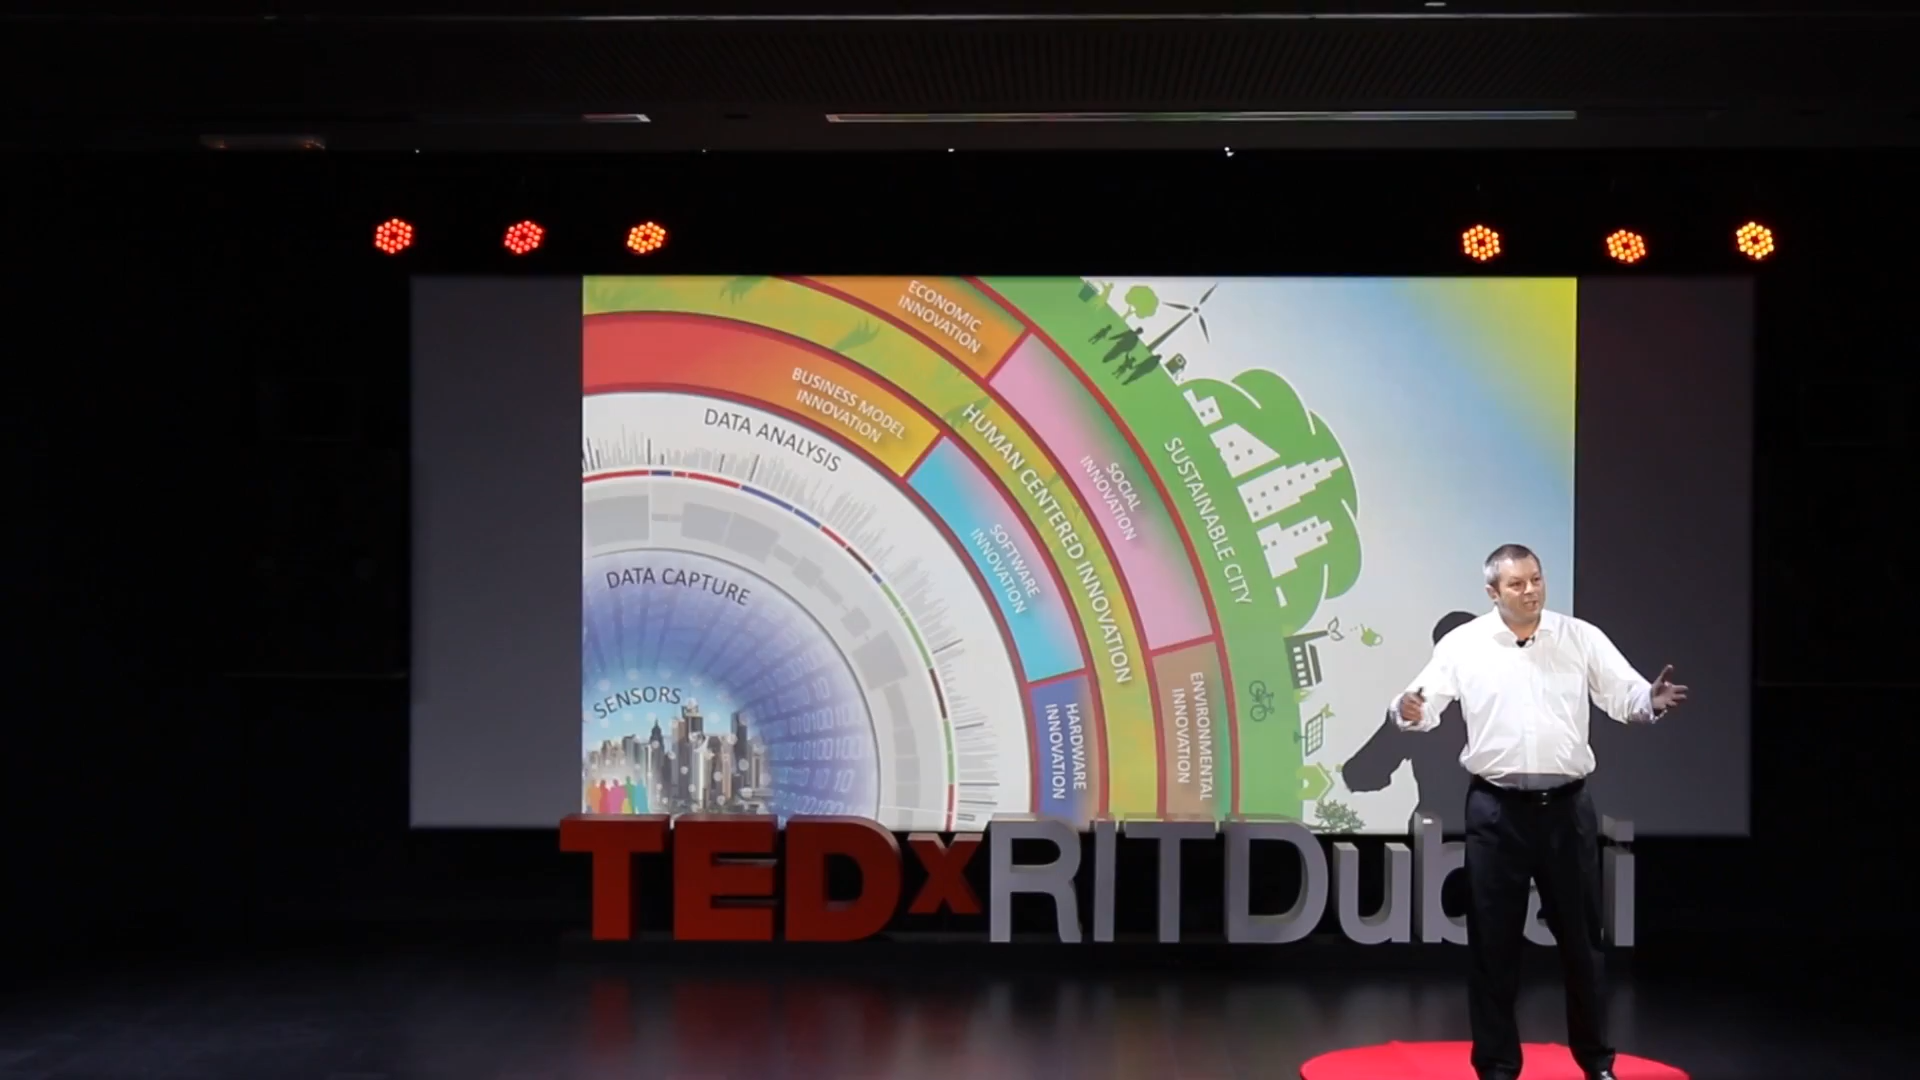 ECONOMIC
INNOVATION
BUSINESS MODEL
INNOVATION
DATA ANALYSIS
HUMAN CENTERED INNOVATION
SOCIAL
INNOVATION
SUSTAINABLE CITY
SOFTWARE
INNOVATION
DATA CAPTURE
SENSORS
HARDWARE
INNOVATION
ENVIRONMENTAL
INNOVATION
TEDxRITDubai